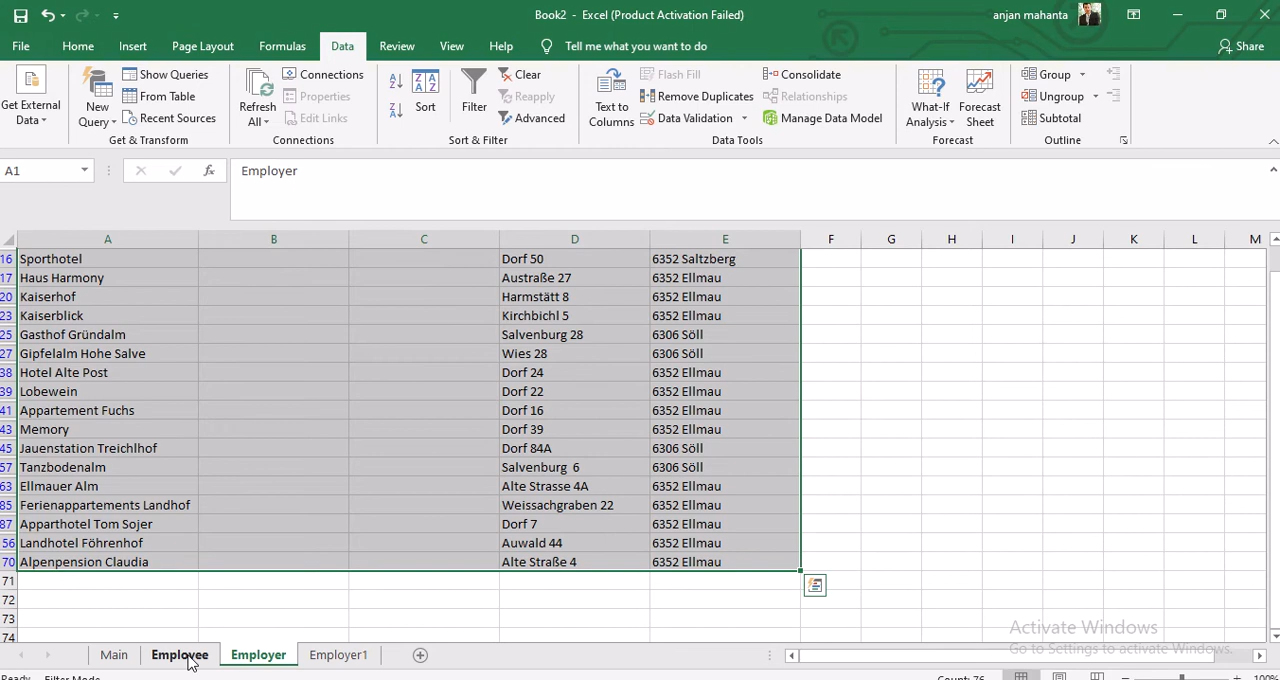 Book2 - Excel (Product Activation Failed)
anjan mahanta
File Home Insert Page Layout Formulas Data Review View Help Tell me what you want to do Share
Get External Data
New Query
Show Queries
From Table
Recent Sources
Get & Transform
Refresh All
Connections
Properties
Edit Links
Connections
Sort
Filter
Clear
Reapply
Advanced
Sort & Filter
Text to Columns
Flash Fill
Remove Duplicates
Data Validation
Consolidate
Relationships
Manage Data Model
Data Tools
What-If Analysis
Forecast Sheet
Forecast
Group
Ungroup
Subtotal
Outline
A1 fx Employer
A B C D E F G H I J K L M
16 Sporthotel Dorf 50 6352 Saltzberg
17 Haus Harmony Austraße 27 6352 Ellmau
20 Kaiserhof Harmstätt 8 6352 Ellmau
23 Kaiserblick Kirchbichl 5 6352 Ellmau
25 Gasthof Gründalm Salvenburg 28 6306 Söll
27 Gipfelalm Hohe Salve Wies 28 6306 Söll
38 Hotel Alte Post Dorf 24 6352 Ellmau
39 Lobewein Dorf 22 6352 Ellmau
41 Appartement Fuchs Dorf 16 6352 Ellmau
43 Memory Dorf 39 6352 Ellmau
45 Jauenstation Treichlhof Dorf 84A 6306 Söll
57 Tanzbodenalm Salvenburg 6 6306 Söll
63 Ellmauer Alm Alte Strasse 4A 6352 Ellmau
85 Ferienappartements Landhof Weissachgraben 22 6352 Ellmau
87 Apparthotel Tom Sojer Dorf 7 6352 Ellmau
56 Landhotel Föhrenhof Auwald 44 6352 Ellmau
70 Alpenpension Claudia Alte Straße 4 6352 Ellmau
71
72
73
74
Activate Windows
Go to Settings to activate Windows.
Main Employee Employer Employer1
Ready Filter Mode Count: 76 100%